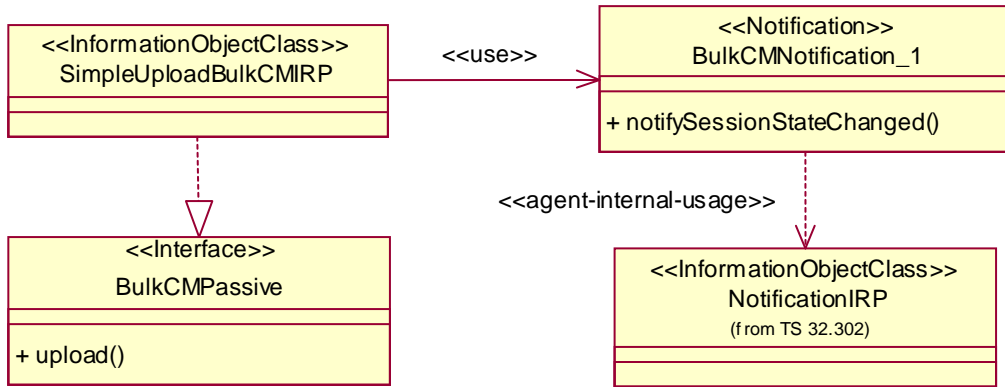 <<InformationObjectClass>>
SimpleUploadBulkCMIRP
<<use>>
<<Notification>>
BulkCMNotification_1
+ notifySessionStateChanged()
<<agent-internal-usage>>
<<Interface>>
BulkCMPassive
+ upload()
<<InformationObjectClass>>
NotificationIRP
(from TS 32.302)